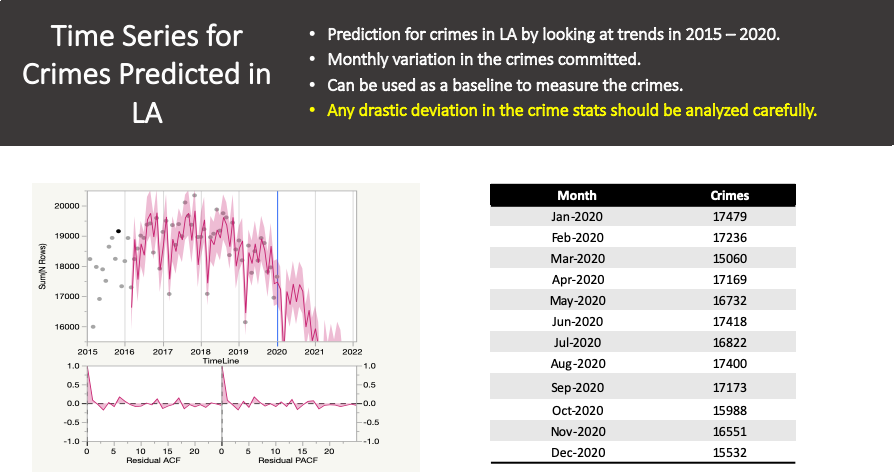 Time Series for
Crimes Predicted in
LA
• Prediction for crimes in LA by looking at trends in 2015 – 2020.
• Monthly variation in the crimes committed.
• Can be used as a baseline to measure the crimes.
• Any drastic deviation in the crime stats should be analyzed carefully.
20000
19000
18000
17000
16000
Sum(N Rows)
2015 2016 2017 2018 2019 2020 2021 2022
TimeLine
1.0 1.0
0.5 0.5
0.0 0.0
-0.5 -0.5
-1.0 -1.0
0 5 10 15 20 0 5 10 15 20
Residual ACF Residual PACF
Month Crimes
Jan-2020 17479
Feb-2020 17236
Mar-2020 15060
Apr-2020 17169
May-2020 16732
Jun-2020 17418
Jul-2020 16822
Aug-2020 17400
Sep-2020 17173
Oct-2020 15988
Nov-2020 16551
Dec-2020 15532